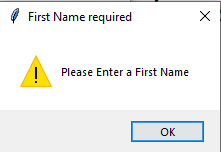 First Name required
Please Enter a First Name
OK